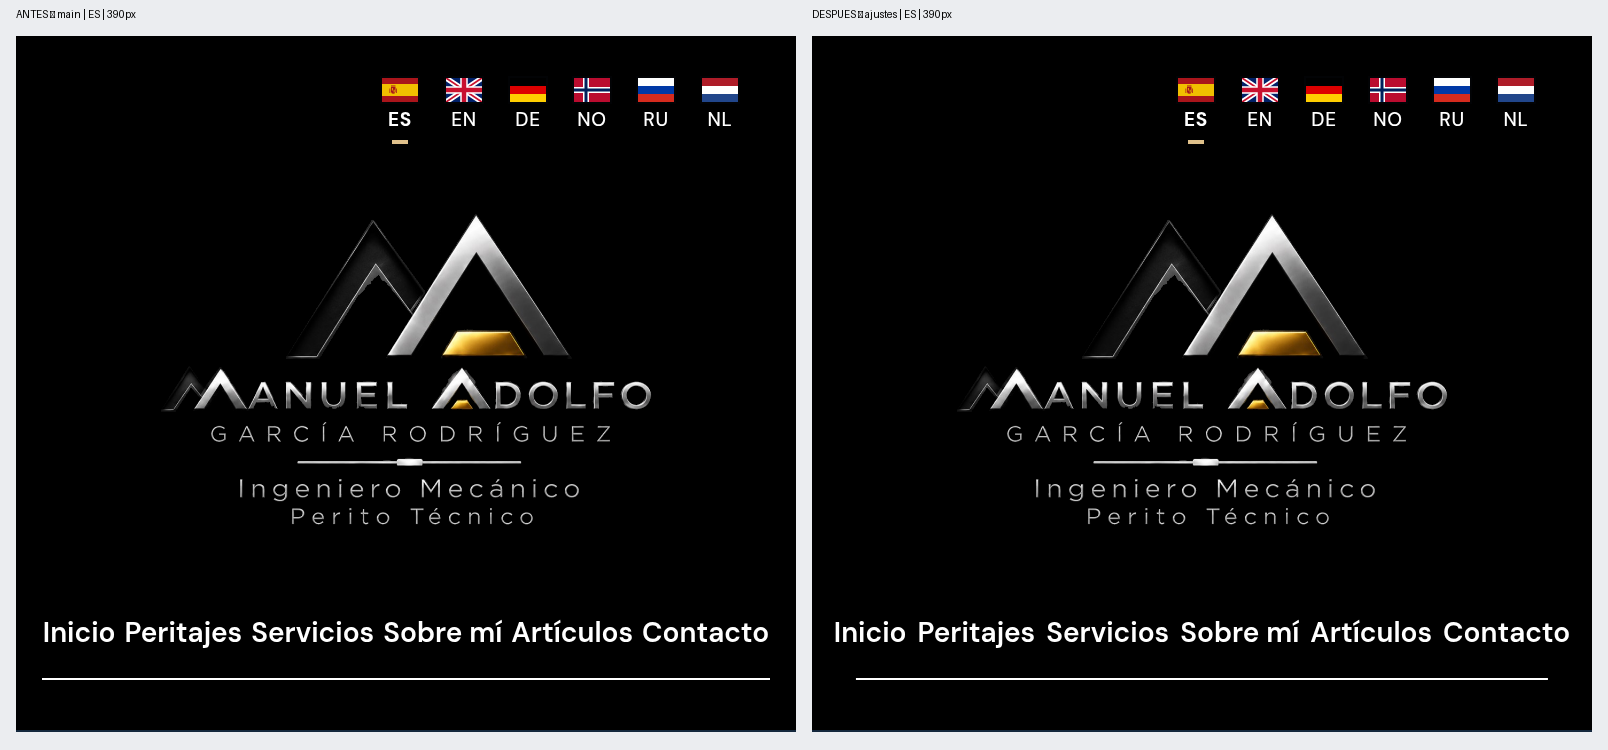 ANTES main | ES | 390px
ES EN DE NO RU NL
MANUEL ADOLFO
GARCÍA RODRÍGUEZ
Ingeniero Mecánico
Perito Técnico
Inicio Peritajes Servicios Sobre mí Artículos Contacto
DESPUES ajustes | ES | 390px
ES EN DE NO RU NL
MANUEL ADOLFO
GARCÍA RODRÍGUEZ
Ingeniero Mecánico
Perito Técnico
Inicio Peritajes Servicios Sobre mí Artículos Contacto